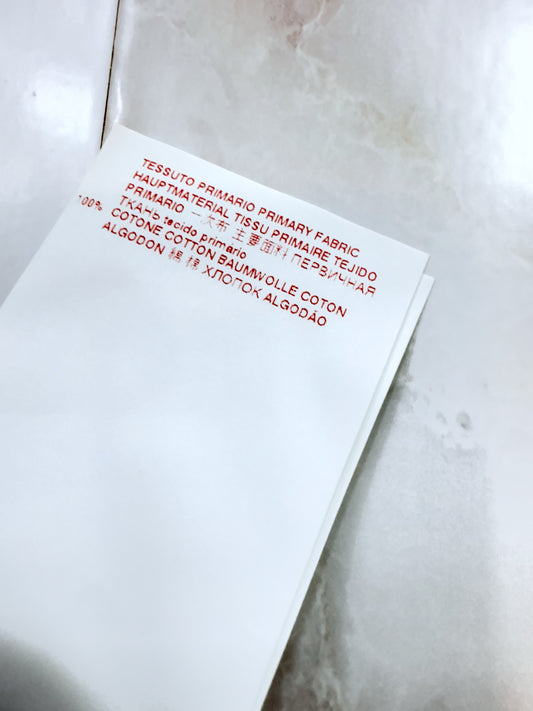 TESSUTO PRIMARIO PRIMARY FABRIC
HAUPTMATERIAL TISSU PRIMAIRE TEJIDO
PRIMARIO 一次布 主要面料 ПЕРВИЧНАЯ
ТКАНЬ tecido primário
100% COTONE COTTON BAUMWOLLE COTON
ALGODON 綿 棉 ХЛОПОК ALGODÃO